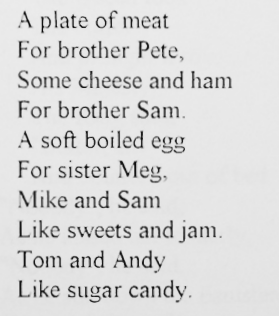 A plate of meat
For brother Pete,
Some cheese and ham
For brother Sam.
A soft boiled egg
For sister Meg,
Mike and Sam
Like sweets and jam.
Tom and Andy
Like sugar candy.